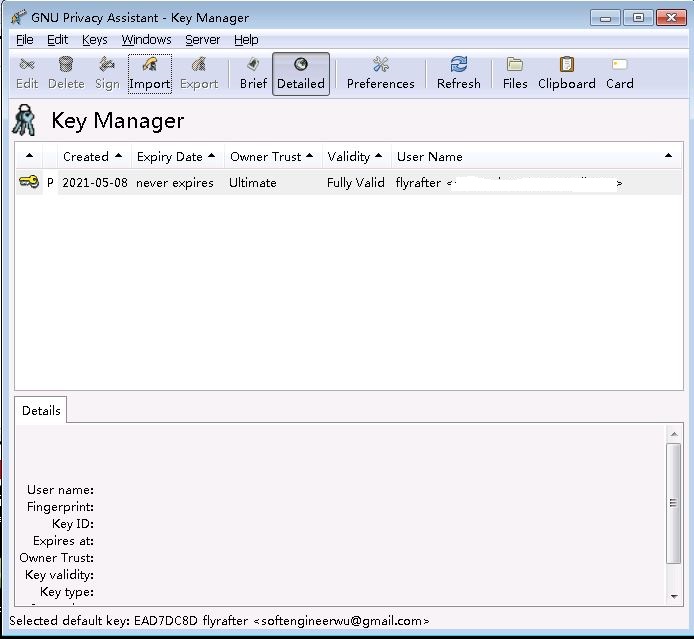 GNU Privacy Assistant - Key Manager
File Edit Keys Windows Server Help
Edit Delete Sign Import Export Brief Detailed Preferences Refresh Files Clipboard Card
Key Manager
Created Expiry Date Owner Trust Validity User Name
P 2021-05-08 never expires Ultimate Fully Valid flyrafter < >
Details
User name:
Fingerprint:
Key ID:
Expires at:
Owner Trust:
Key validity:
Key type:
Selected default key: EAD7DC8D flyrafter <softengineerwu@gmail.com>